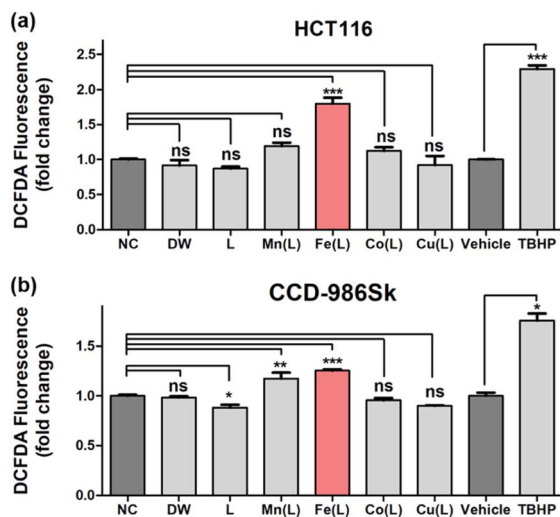 (a)
HCT116
DCFDA Fluorescence
(fold change)
2.5
2.0
1.5
1.0
0.5
0.0
ns
ns
ns
***
ns
ns
***
NC DW L Mn(L) Fe(L) Co(L) Cu(L) Vehicle TBHP
(b)
CCD-986Sk
DCFDA Fluorescence
(fold change)
2.0
1.5
1.0
0.5
0.0
ns
*
**
***
ns
ns
*
NC DW L Mn(L) Fe(L) Co(L) Cu(L) Vehicle TBHP